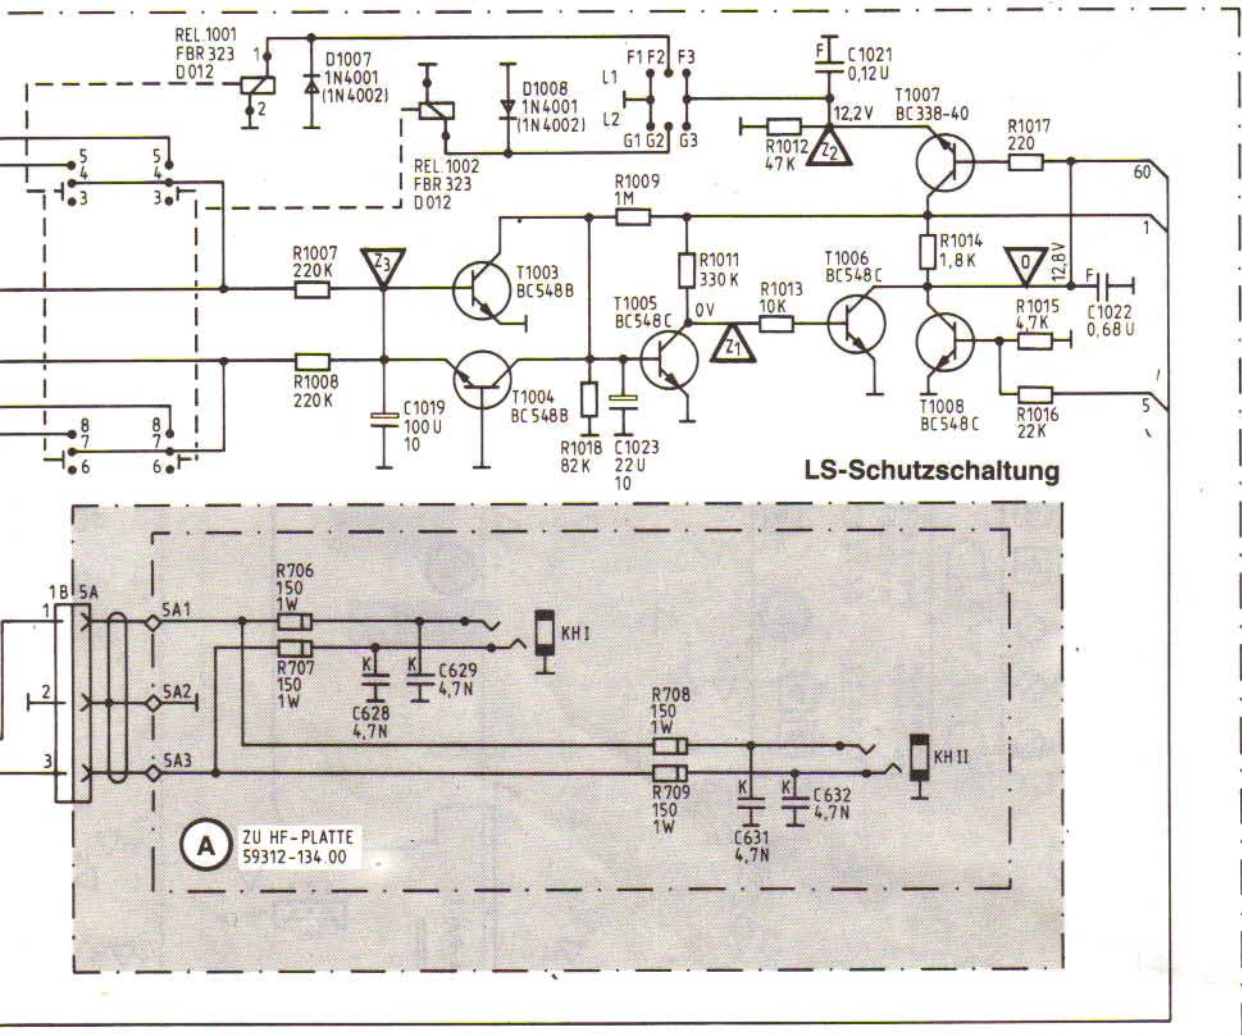 REL.1001
FBR 323
D 012
1
2
D1007
1N4001
(1N4002)
D1008
1N4001
(1N4002)
REL.1002
FBR 323
D 012
F1 F2 F3
L1
L2
G1 G2 G3
F
C1021
0,12U
12,2V
R1012
47K
Z2
T1007
BC338-40
R1017
220
60
1
5
4
3
5
4
3
R1009
1M
R1007
220K
Z3
T1003
BC548B
R1011
330K
T1005
BC548C
0V
Z1
R1013
10K
T1006
BC548C
R1014
1,8K
0
12,8V
F
C1022
0,68U
R1015
4,7K
R1008
220K
C1019
100U
10
T1004
BC548B
R1018
82K
C1023
22U
10
T1008
BC548C
R1016
22K
5
8
7
6
8
7
6
LS-Schutzschaltung
1B 5A
1
2
3
5A1
5A2
5A3
R706
150
1W
R707
150
1W
K
C628
4,7N
K
C629
4,7N
KH I
R708
150
1W
R709
150
1W
K
C631
4,7N
K
C632
4,7N
KH II
A
ZU HF-PLATTE
59312-134.00